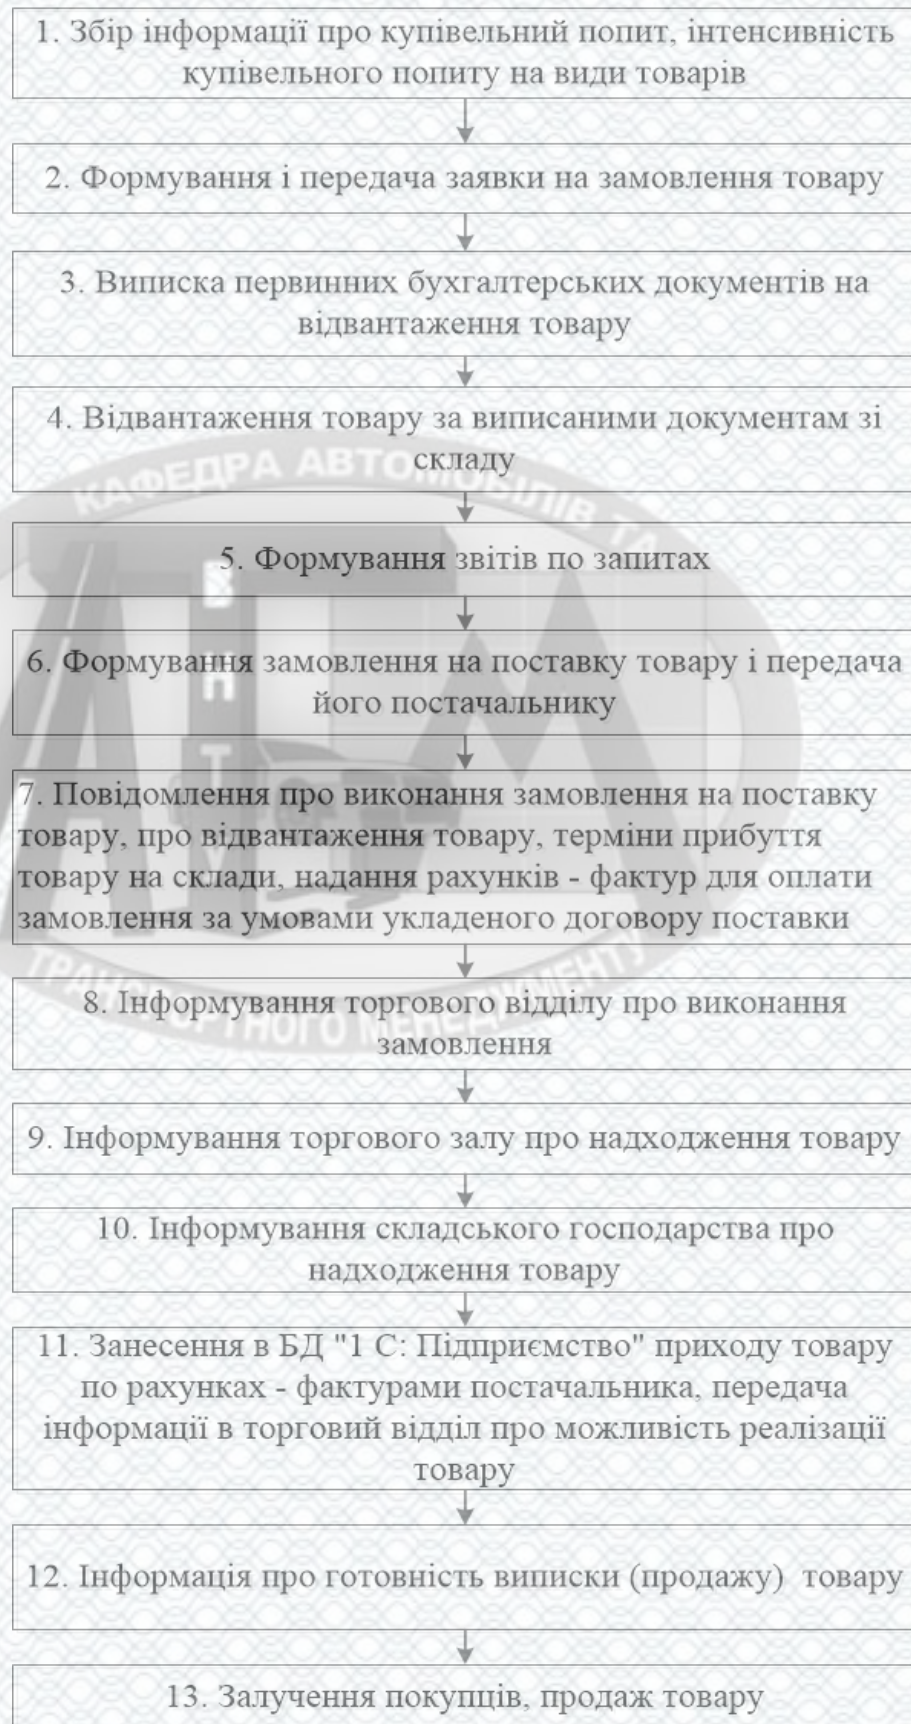 1. Збір інформації про купівельний попит, інтенсивність
купівельного попиту на види товарів
2. Формування і передача заявки на замовлення товару
3. Виписка первинних бухгалтерських документів на
відвантаження товару
4. Відвантаження товару за виписаними документам зі
складу
КАФЕДРА АВТОМОБІЛІВ ТА
5. Формування звітів по запитах
В
Н
Т
6. Формування замовлення на поставку товару і передача
його постачальнику
7. Повідомлення про виконання замовлення на поставку
товару, про відвантаження товару, терміни прибуття
товару на склади, надання рахунків - фактур для оплати
замовлення за умовами укладеного договору поставки
ТРАНСПОРТНОГО МЕНЕДЖМЕНТУ
8. Інформування торгового відділу про виконання
замовлення
9. Інформування торгового залу про надходження товару
10. Інформування складського господарства про
надходження товару
11. Занесення в БД "1 С: Підприємство" приходу товару
по рахунках - фактурами постачальника, передача
інформації в торговий відділ про можливість реалізації
товару
12. Інформація про готовність виписки (продажу) товару
13. Залучення покупців, продаж товару